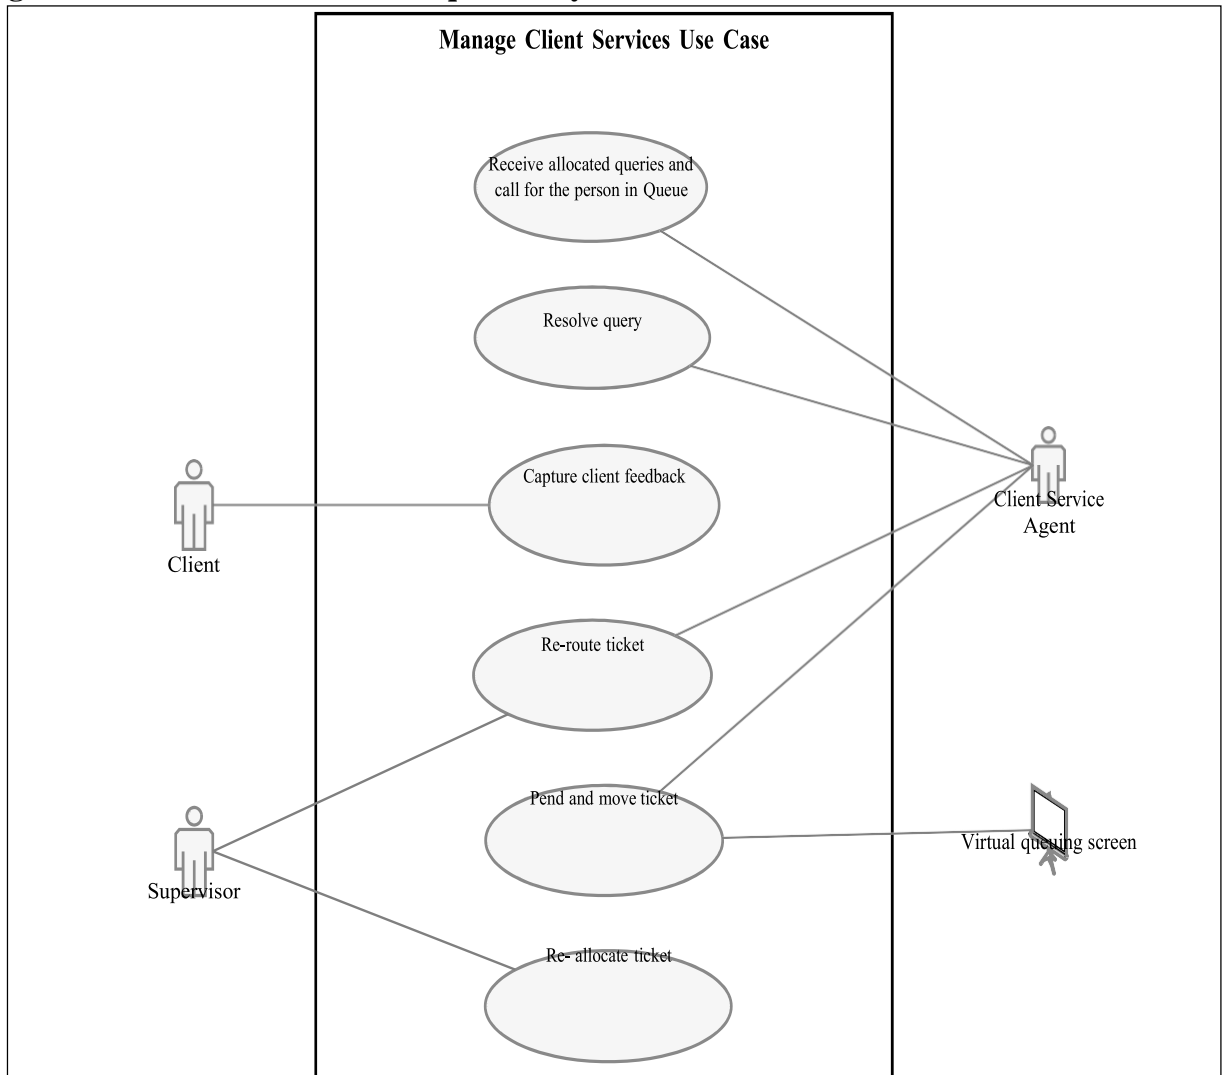 Manage Client Services Use Case
Receive allocated queries and
call for the person in Queue
Resolve query
Capture client feedback
Client Service
Agent
Client
Re-route ticket
Pend and move ticket
Virtual queuing screen
Supervisor
Re- allocate ticket